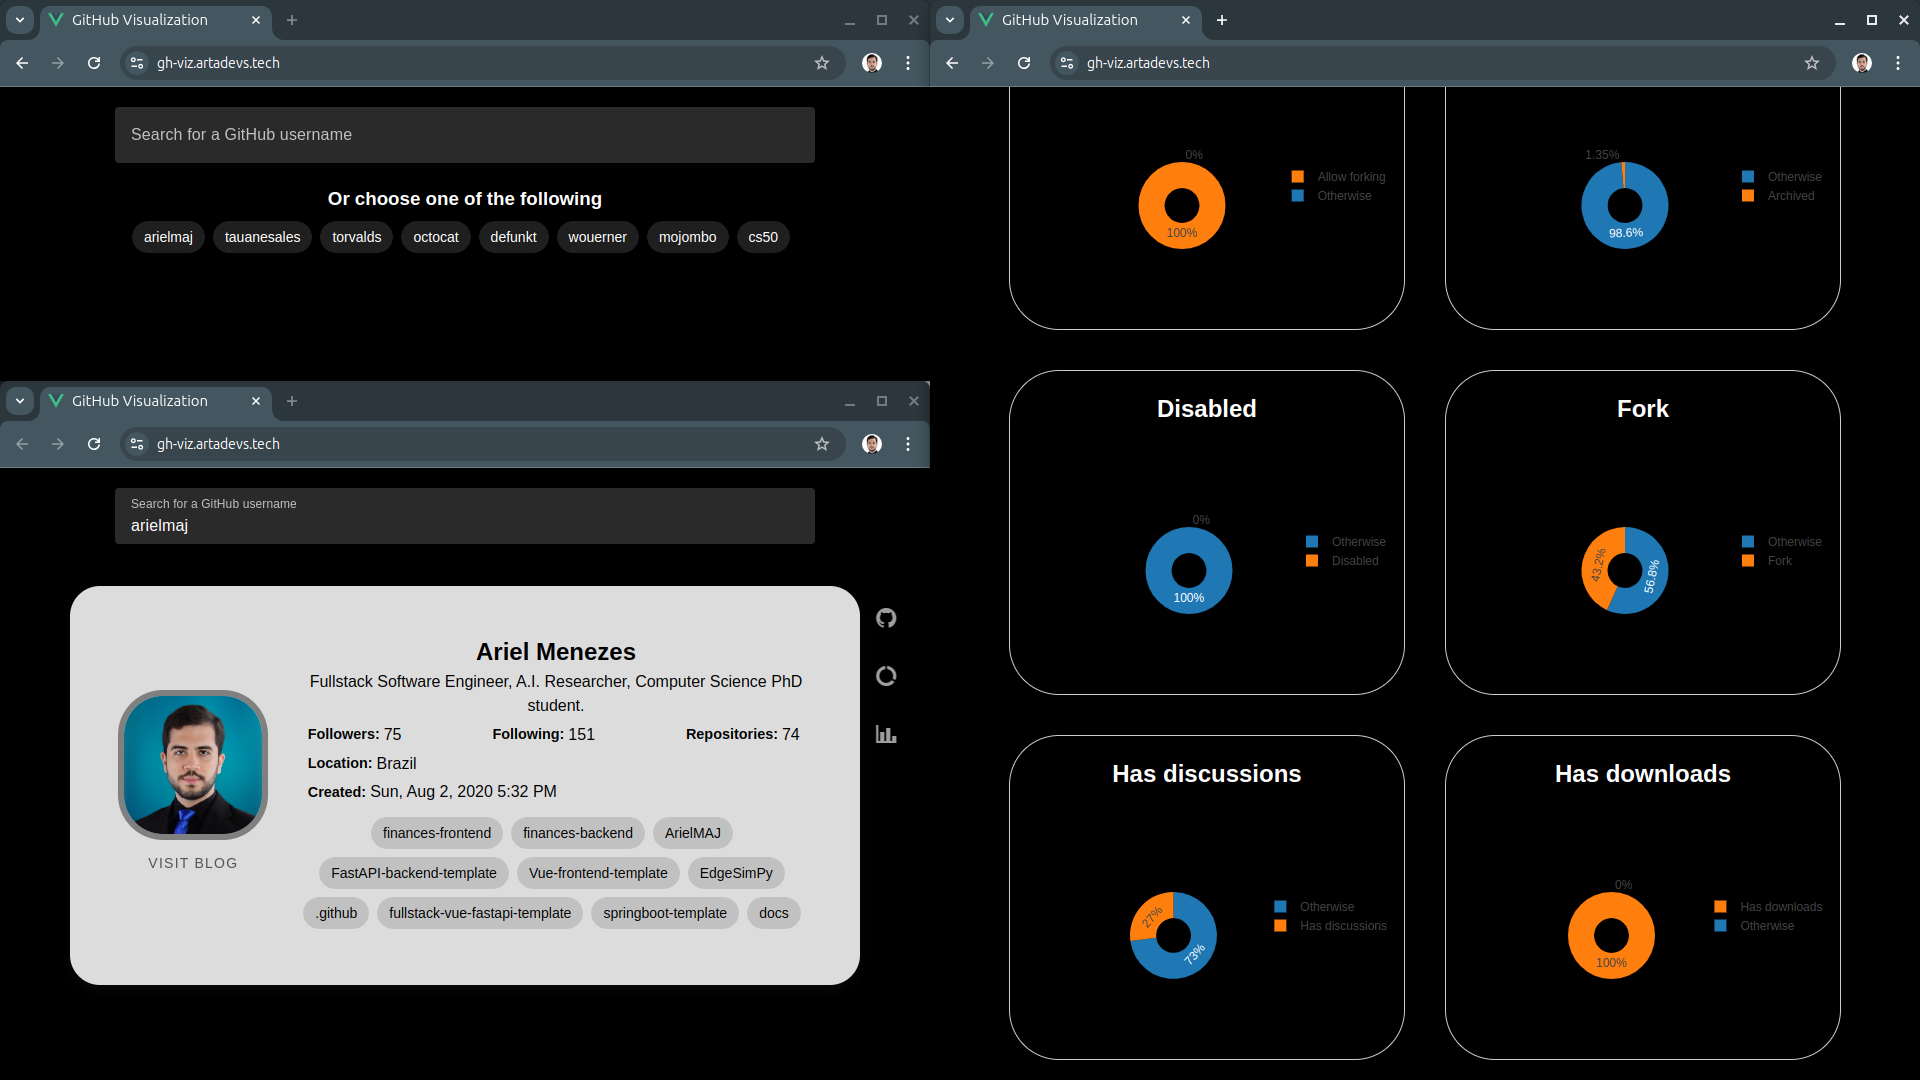 GitHub Visualization
gh-viz.artadevs.tech
Search for a GitHub username
Or choose one of the following
arielmaj tauanesales torvalds octocat defunkt wouerner mojombo cs50
GitHub Visualization
gh-viz.artadevs.tech
Search for a GitHub username
arielmaj
Ariel Menezes
Fullstack Software Engineer, A.I. Researcher, Computer Science PhD
student.
Followers: 75 Following: 151 Repositories: 74
Location: Brazil
Created: Sun, Aug 2, 2020 5:32 PM
VISIT BLOG
finances-frontend finances-backend ArielMAJ
FastAPI-backend-template Vue-frontend-template EdgeSimPy
.github fullstack-vue-fastapi-template springboot-template docs
GitHub Visualization
gh-viz.artadevs.tech
0%
100%
Allow forking
Otherwise
1.35%
98.6%
Otherwise
Archived
Disabled
0%
100%
Otherwise
Disabled
Fork
43.2%
56.8%
Otherwise
Fork
Has discussions
27%
73%
Otherwise
Has discussions
Has downloads
0%
100%
Has downloads
Otherwise